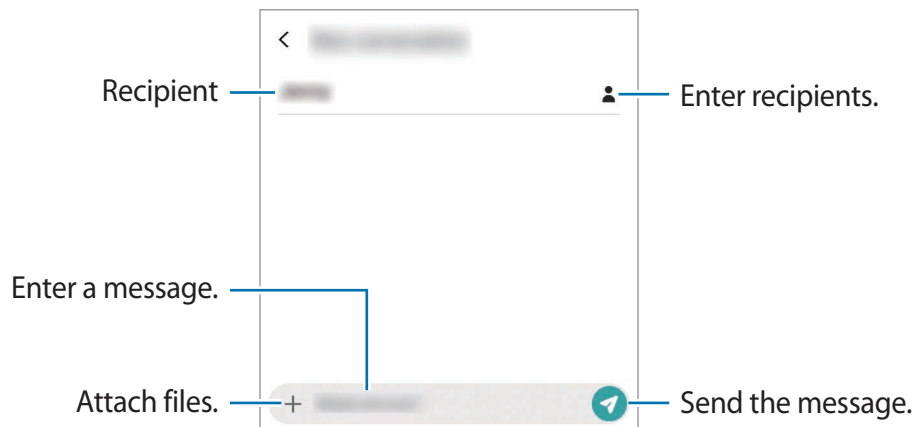 Recipient
Enter recipients.
Enter a message.
Attach files.
Send the message.